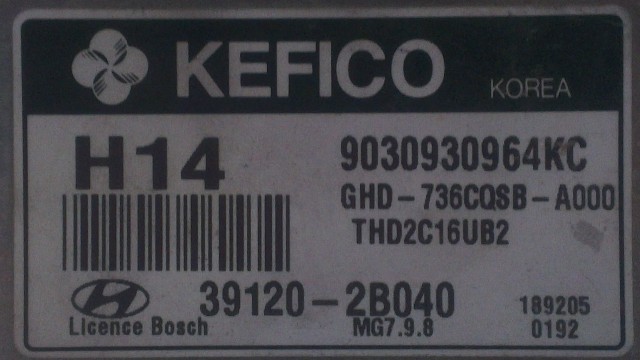 KEFICO KOREA
H14 9030930964KC
GHD-736CQSB-A000
THD2C16UB2
39120-2B040 189205
Licence Bosch MG7.9.8 0192